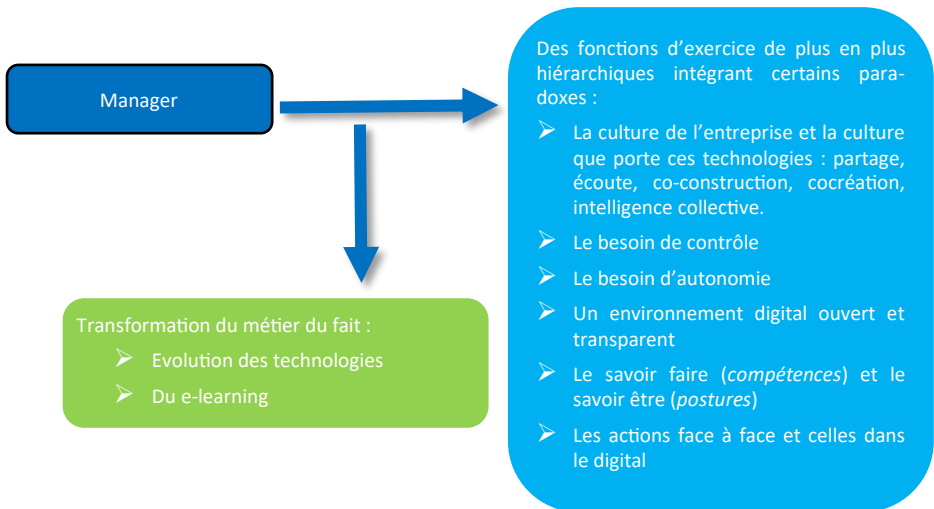 Manager
Des fonctions d’exercice de plus en plus
hiérarchiques intégrant certains para-
doxes :
➢ La culture de l’entreprise et la culture
que porte ces technologies : partage,
écoute, co-construction, cocréation,
intelligence collective.
➢ Le besoin de contrôle
➢ Le besoin d’autonomie
➢ Un environnement digital ouvert et
transparent
➢ Le savoir faire (compétences) et le
savoir être (postures)
➢ Les actions face à face et celles dans
le digital
Transformation du métier du fait :
➢ Evolution des technologies
➢ Du e-learning